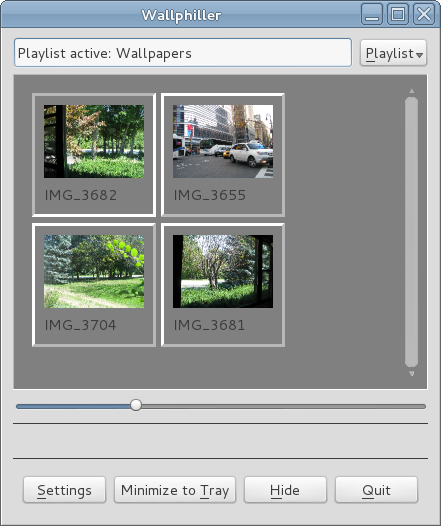 Wallphiller
Playlist active: Wallpapers
Playlist
IMG_3682
IMG_3655
IMG_3704
IMG_3681
Settings
Minimize to Tray
Hide
Quit